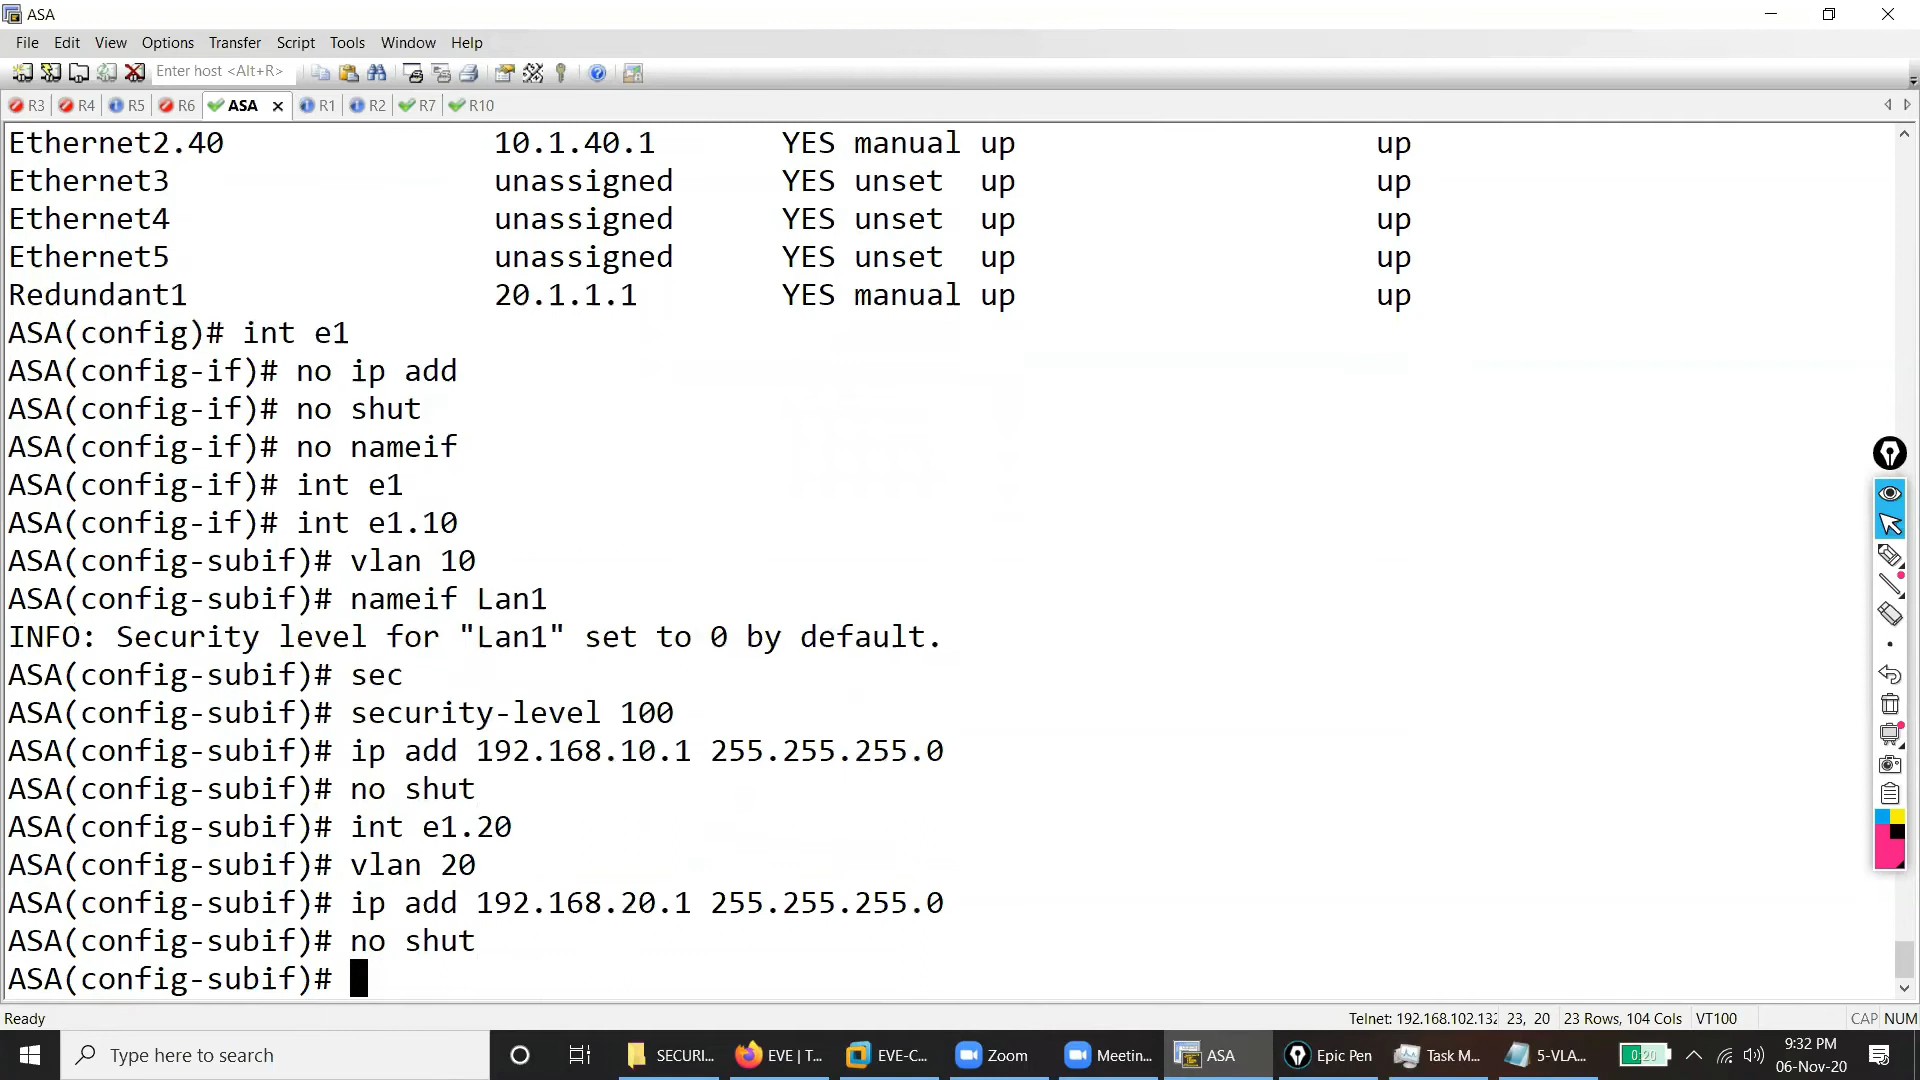 ASA
File Edit View Options Transfer Script Tools Window Help
Enter host <Alt+R>
R3 R4 R5 R6 ASA R1 R2 R7 R10
Ethernet2.40 10.1.40.1 YES manual up up
Ethernet3 unassigned YES unset up up
Ethernet4 unassigned YES unset up up
Ethernet5 unassigned YES unset up up
Redundant1 20.1.1.1 YES manual up up
ASA(config)# int e1
ASA(config-if)# no ip add
ASA(config-if)# no shut
ASA(config-if)# no nameif
ASA(config-if)# int e1
ASA(config-if)# int e1.10
ASA(config-subif)# vlan 10
ASA(config-subif)# nameif Lan1
INFO: Security level for "Lan1" set to 0 by default.
ASA(config-subif)# sec
ASA(config-subif)# security-level 100
ASA(config-subif)# ip add 192.168.10.1 255.255.255.0
ASA(config-subif)# no shut
ASA(config-subif)# int e1.20
ASA(config-subif)# vlan 20
ASA(config-subif)# ip add 192.168.20.1 255.255.255.0
ASA(config-subif)# no shut
ASA(config-subif)#
Ready Telnet: 192.168.102.132 23, 20 23 Rows, 104 Cols VT100 CAP NUM
Type here to search SECURI... EVE | T... EVE-C... Zoom Meetin... ASA Epic Pen Task M... 5-VLA... 0:20 9:32 PM
06-Nov-20